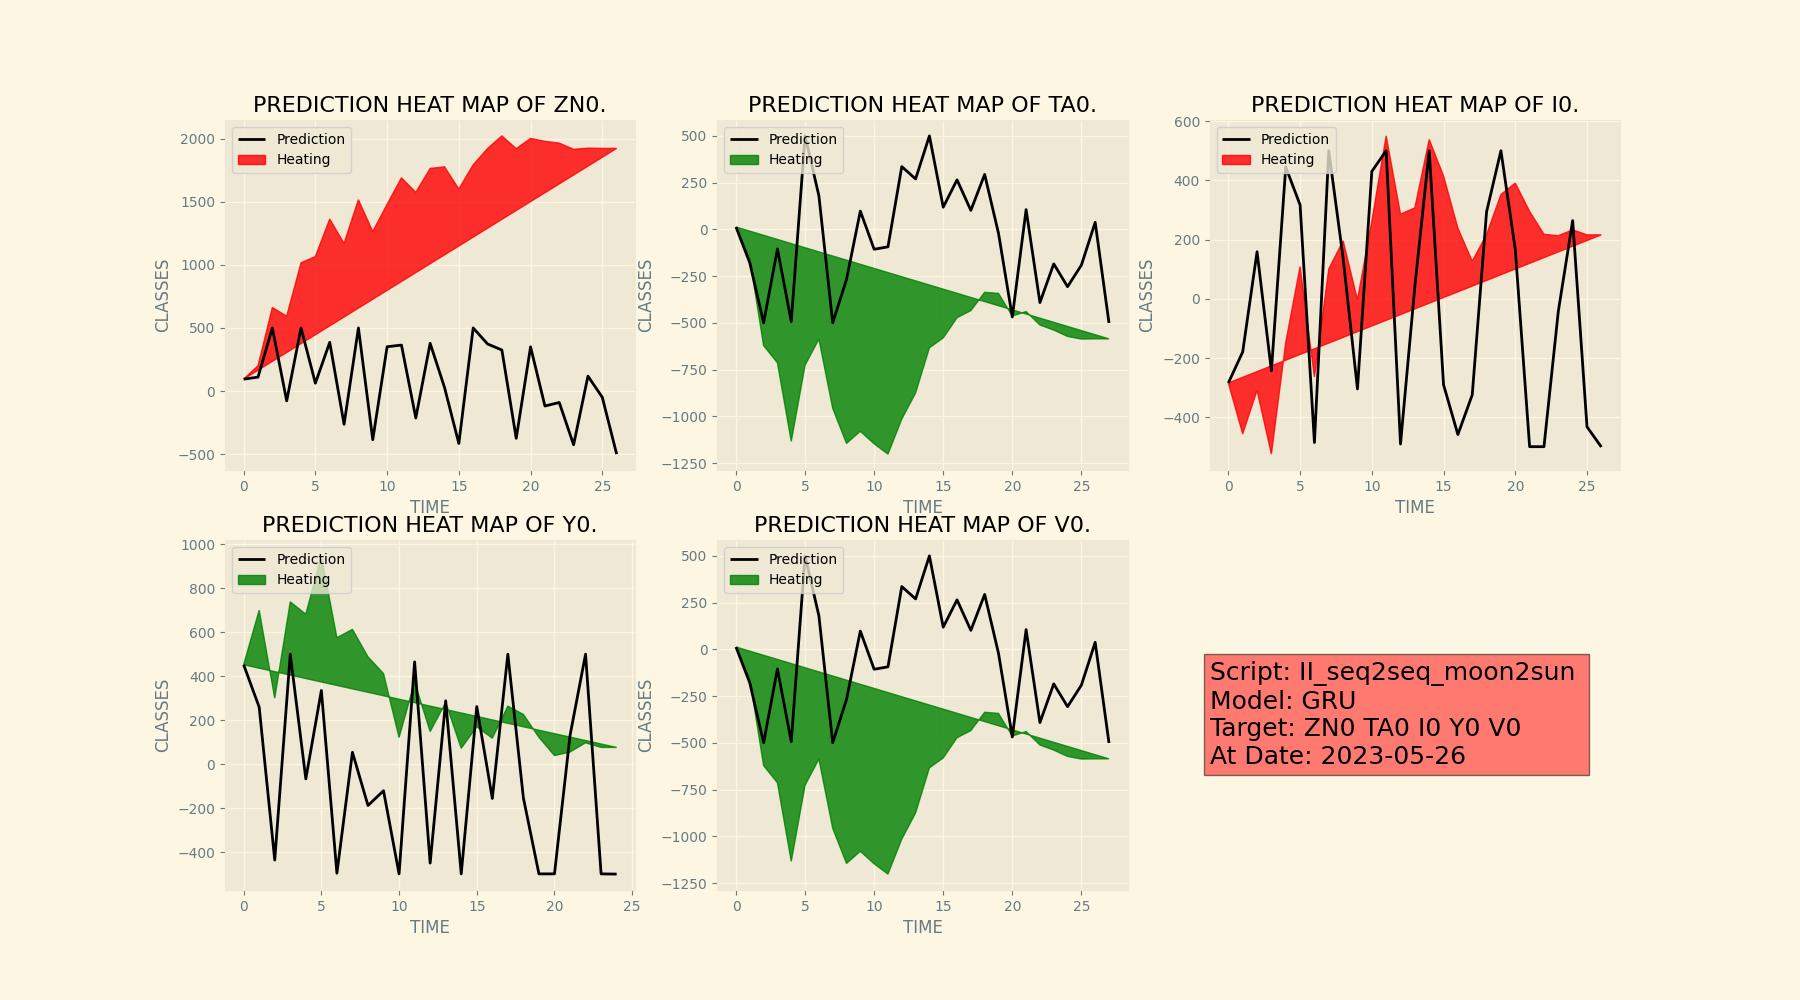 PREDICTION HEAT MAP OF ZN0.
Prediction
Heating
2000
1500
1000
500
0
−500
CLASSES
0 5 10 15 20 25
TIME
PREDICTION HEAT MAP OF TA0.
Prediction
Heating
500
250
0
−250
−500
−750
−1000
−1250
CLASSES
0 5 10 15 20 25
TIME
PREDICTION HEAT MAP OF I0.
Prediction
Heating
600
400
200
0
−200
−400
CLASSES
0 5 10 15 20 25
TIME
PREDICTION HEAT MAP OF Y0.
Prediction
Heating
1000
800
600
400
200
0
−200
−400
CLASSES
0 5 10 15 20 25
TIME
PREDICTION HEAT MAP OF V0.
Prediction
Heating
500
250
0
−250
−500
−750
−1000
−1250
CLASSES
0 5 10 15 20 25
TIME
Script: II_seq2seq_moon2sun
Model: GRU
Target: ZN0 TA0 I0 Y0 V0
At Date: 2023-05-26